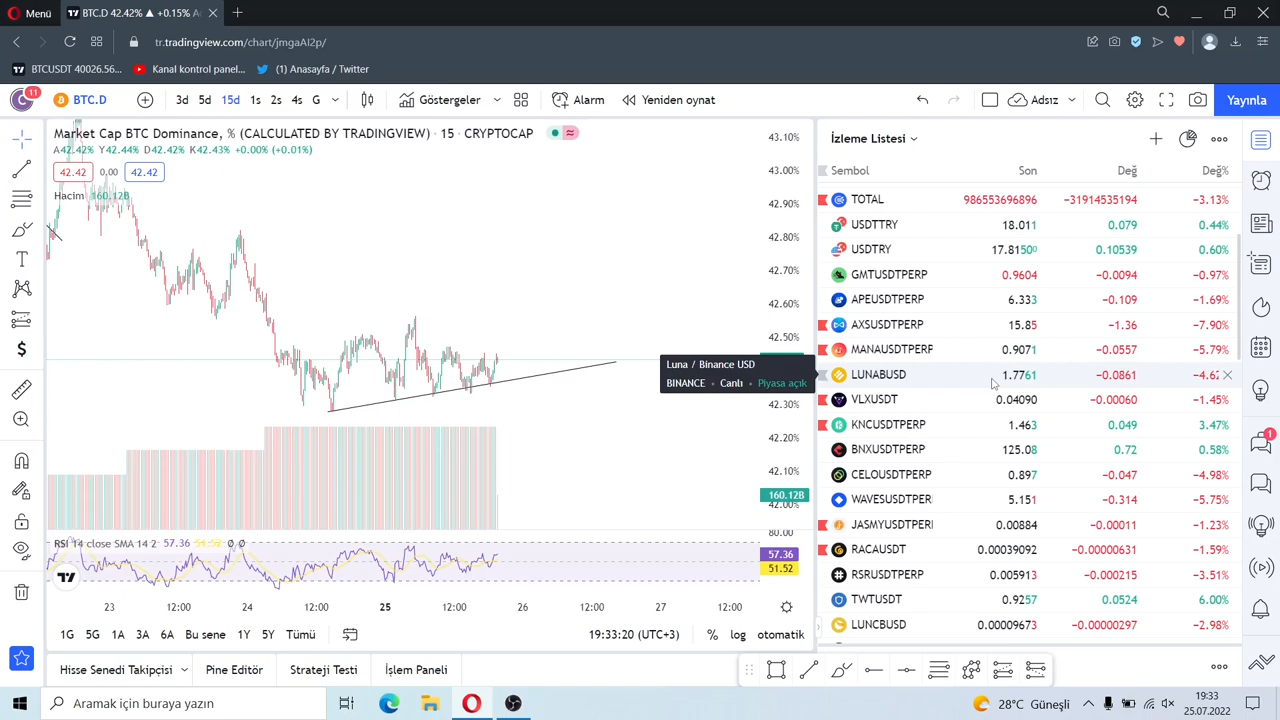 Menü
BTC.D 42.42% ▲ +0.15% A
tr.tradingview.com/chart/jmgaAI2p/
BTCUSDT 40026.56...
Kanal kontrol panel...
(1) Anasayfa / Twitter
11
BTC.D
3d 5d 15d 1s 2s 4s G
Göstergeler
Alarm
Yeniden oynat
Adsız
Yayınla
Market Cap BTC Dominance, % (CALCULATED BY TRADINGVIEW) · 15 · CRYPTOCAP
A42.42% Y42.44% D42.42% K42.43% +0.00% (+0.01%)
42.42 0.00 42.42
Hacim 160.12B
43.10%
43.00%
42.90%
42.80%
42.70%
42.60%
42.50%
42.30%
42.20%
42.10%
160.12B
42.00%
80.00
RSI 14 close SMA 14 2 57.36 51.52 Ø Ø
57.36
51.52
23 12:00 24 12:00 25 12:00 26 12:00 27 12:00
1G 5G 1A 3A 6A Bu sene 1Y 5Y Tümü
19:33:20 (UTC+3) % log otomatik
Hisse Senedi Takipçisi
Pine Editörü
Strateji Testi
İşlem Paneli
Luna / Binance USD
BINANCE • Canlı • Piyasa açık
İzleme Listesi
Sembol Son Değ Değ%
TOTAL 986553696896 −31914535194 −3.13%
USDTTRY 18.011 0.079 0.44%
USDTRY 17.8150⁰ 0.10539 0.60%
GMTUSDTPERP 0.9604 −0.0094 −0.97%
APEUSDTPERP 6.333 −0.109 −1.69%
AXSUSDTPERP 15.85 −1.36 −7.90%
MANAUSDTPERP 0.9071 −0.0557 −5.79%
LUNABUSD 1.7761 −0.0861 −4.62
VLXUSDT 0.04090 −0.00060 −1.45%
KNCUSDTPERP 1.463 0.049 3.47%
BNXUSDTPERP 125.08 0.72 0.58%
CELOUSDTPERP 0.897 −0.047 −4.98%
WAVESUSDTPER 5.151 −0.314 −5.75%
JASMYUSDTPER 0.00884 −0.00011 −1.23%
RACAUSDT 0.00039092 −0.00000631 −1.59%
RSRUSDTPERP 0.005913 −0.000215 −3.51%
TWTUSDT 0.9257 0.0524 6.00%
LUNCBUSD 0.00009673 −0.00000297 −2.98%
1
Aramak için buraya yazın
28°C Güneşli
19:33
25.07.2022